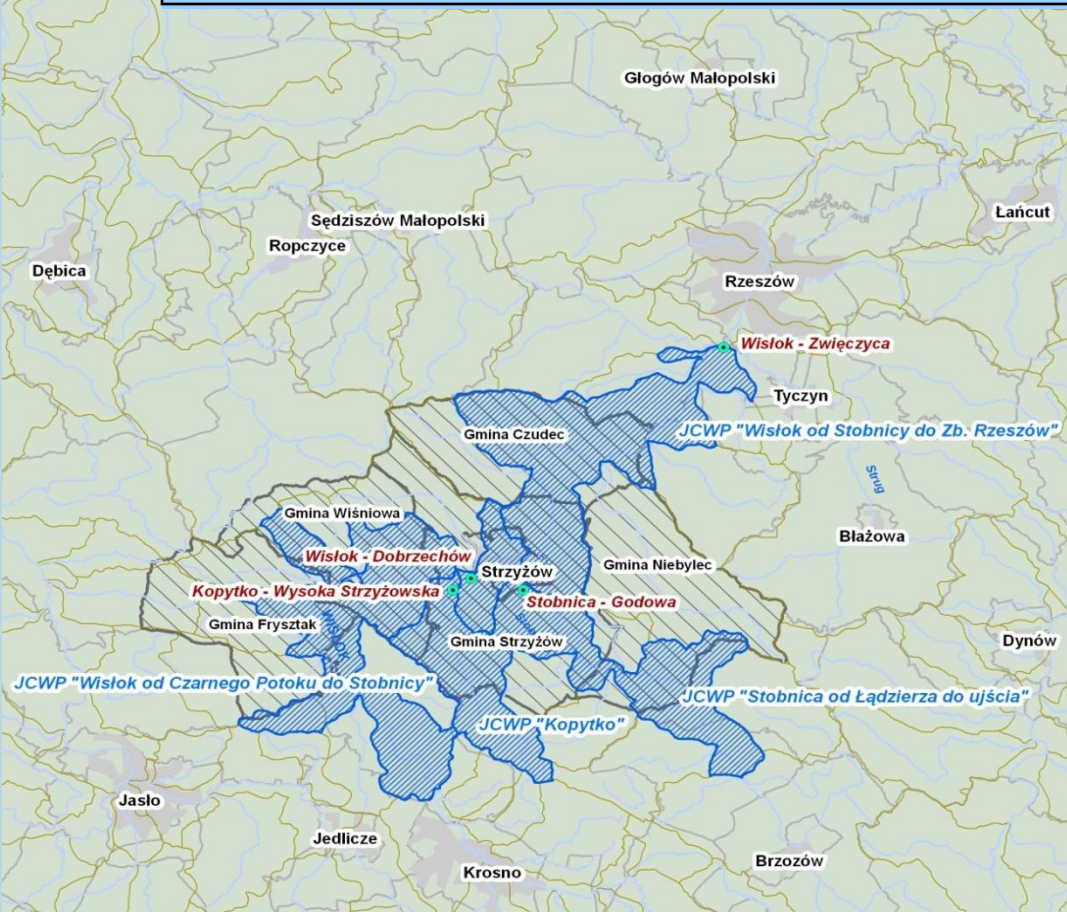 Głogów Małopolski
Łańcut
Sędziszów Małopolski
Ropczyce
Dębica
Rzeszów
Wisłok - Zwięczyca
Tyczyn
JCWP "Wisłok od Stobnicy do Zb. Rzeszów"
Gmina Czudec
Strug
Gmina Wiśniowa
Błażowa
Wisłok - Dobrzechów
Strzyżów
Gmina Niebylec
Kopytko - Wysoka Strzyżowska
Stobnica - Godowa
Gmina Frysztak
Wisłok
Gmina Strzyżów
Dynów
JCWP "Wisłok od Czarnego Potoku do Stobnicy"
JCWP "Stobnica od Łądzierza do ujścia"
JCWP "Kopytko"
Jasło
Jedlicze
Krosno
Brzozów